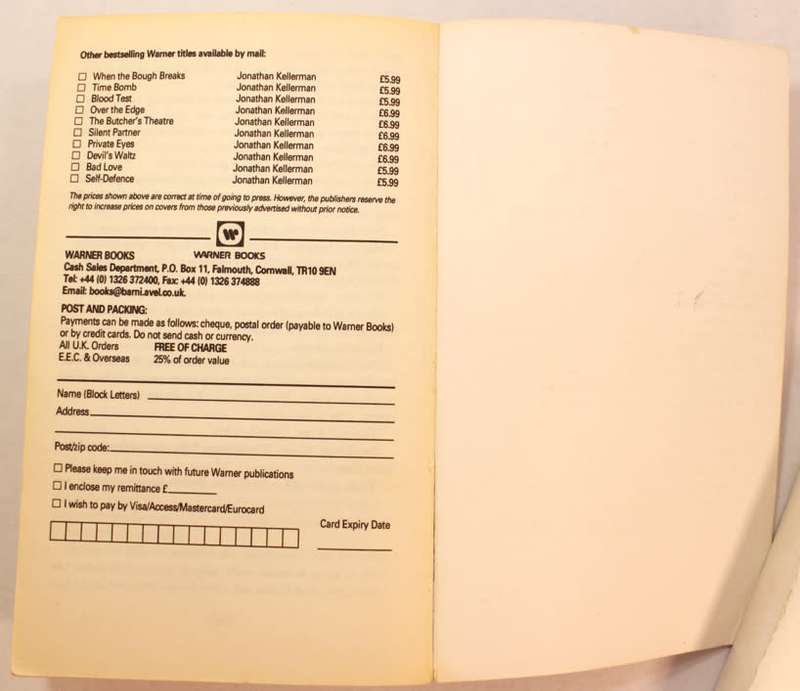 Other bestselling Warner titles available by mail:
☐ When the Bough Breaks Jonathan Kellerman £5.99
☐ Time Bomb Jonathan Kellerman £5.99
☐ Blood Test Jonathan Kellerman £5.99
☐ Over the Edge Jonathan Kellerman £6.99
☐ The Butcher's Theatre Jonathan Kellerman £6.99
☐ Silent Partner Jonathan Kellerman £6.99
☐ Private Eyes Jonathan Kellerman £6.99
☐ Devil's Waltz Jonathan Kellerman £6.99
☐ Bad Love Jonathan Kellerman £5.99
☐ Self-Defence Jonathan Kellerman £5.99
The prices shown above are correct at time of going to press. However, the publishers reserve the
right to increase prices on covers from those previously advertised without prior notice.
WARNER BOOKS WARNER BOOKS
Cash Sales Department, P.O. Box 11, Falmouth, Cornwall, TR10 9EN
Tel: +44 (0) 1326 372400, Fax: +44 (0) 1326 374888
Email: books@barni.avel.co.uk.
POST AND PACKING:
Payments can be made as follows: cheque, postal order (payable to Warner Books)
or by credit cards. Do not send cash or currency.
All U.K. Orders FREE OF CHARGE
E.E.C. & Overseas 25% of order value
Name (Block Letters)
Address
Post/zip code:
☐ Please keep me in touch with future Warner publications
☐ I enclose my remittance £
☐ I wish to pay by Visa/Access/Mastercard/Eurocard
Card Expiry Date